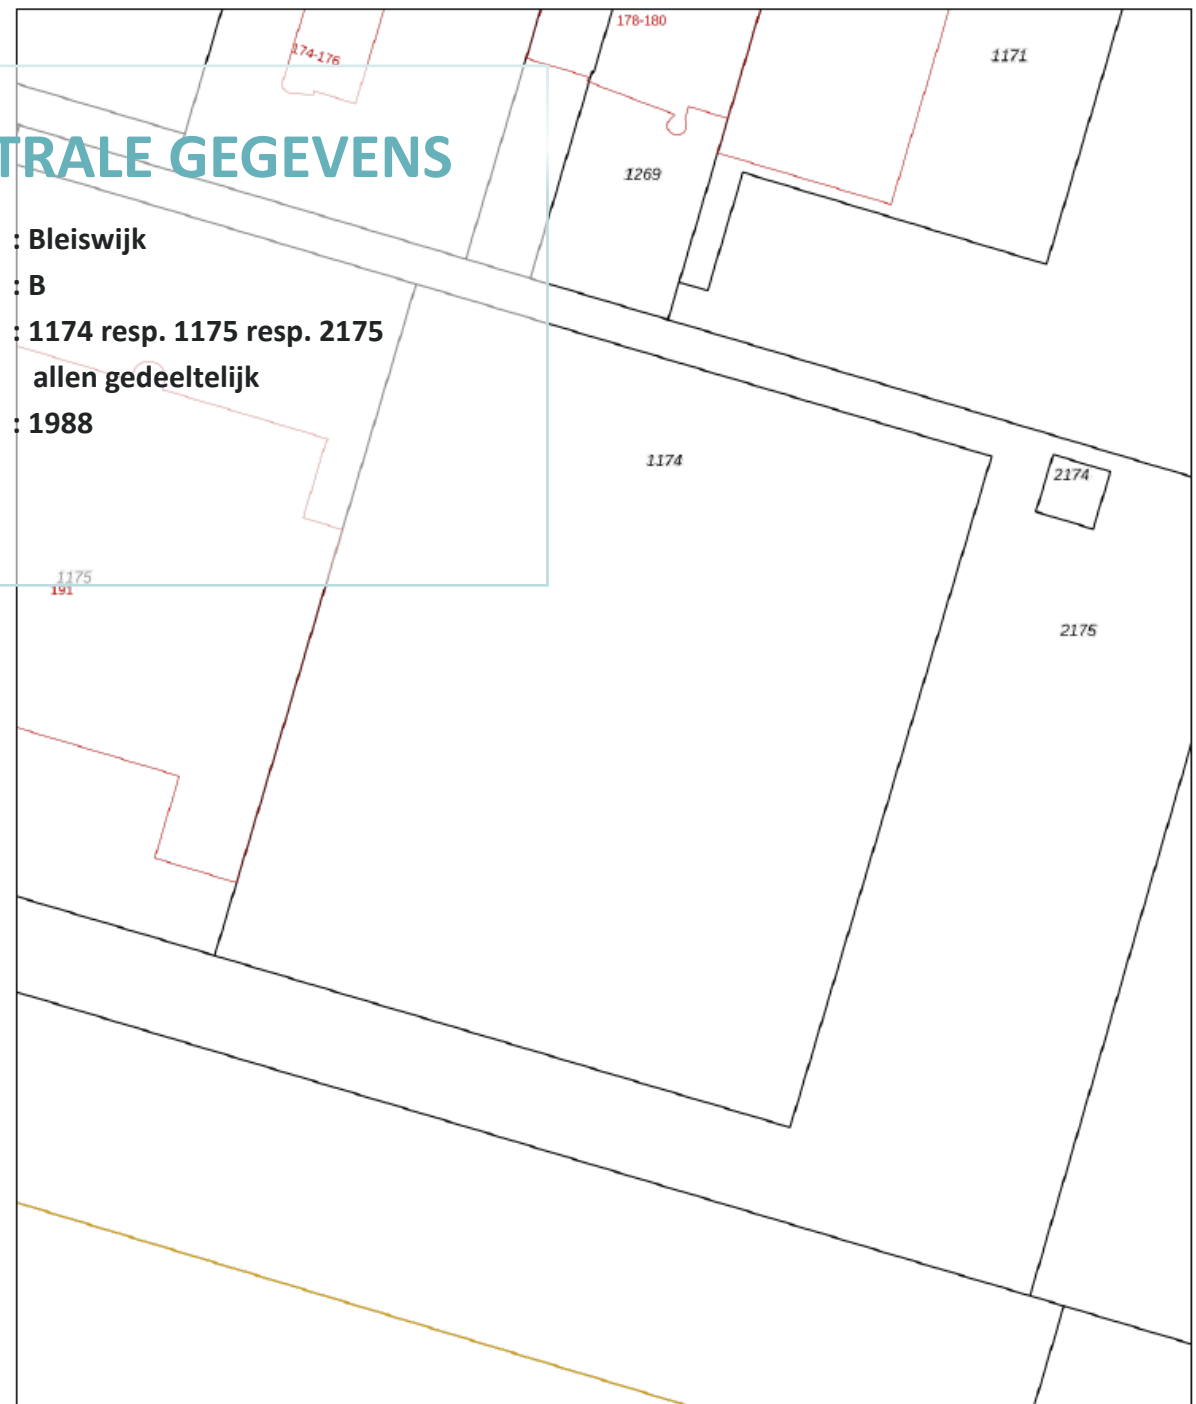 178-180
174-176
1171
TRALE GEGEVENS
1269
: Bleiswijk
: B
: 1174 resp. 1175 resp. 2175
allen gedeeltelijk
: 1988
1174
2174
1175
191
2175